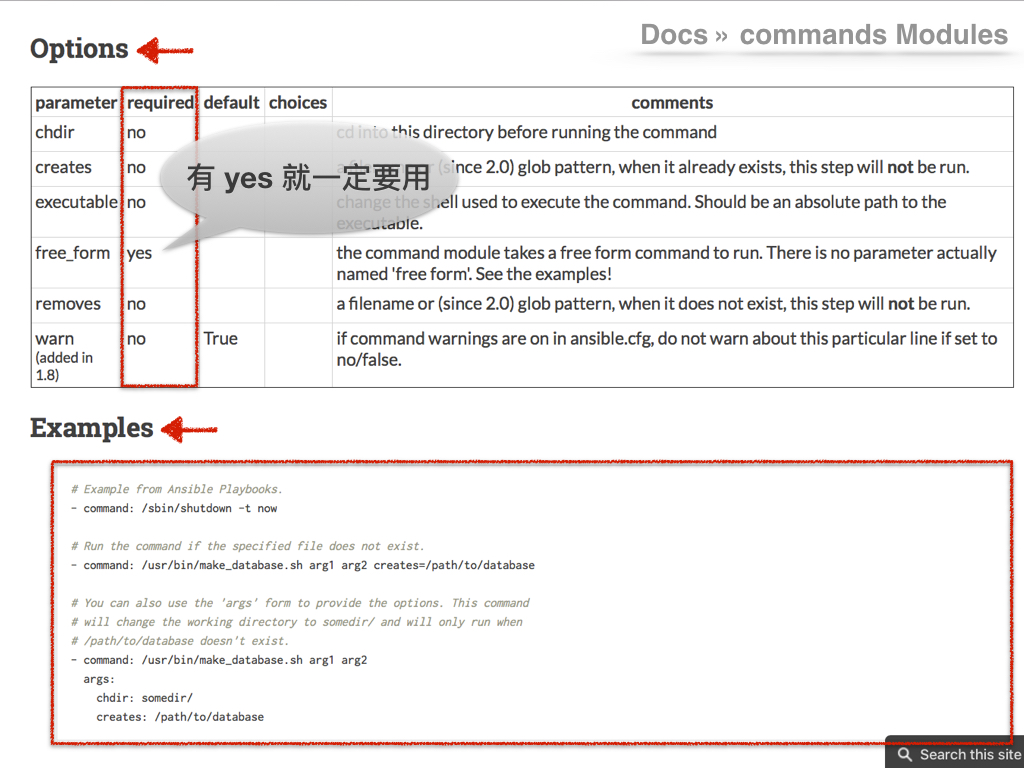 Docs » commands Modules
Options
parameter required default choices comments
chdir no cd into this directory before running the command
creates no a filename or (since 2.0) glob pattern, when it already exists, this step will not be run.
有 yes 就一定要用
executable no change the shell used to execute the command. Should be an absolute path to the
executable.
free_form yes the command module takes a free form command to run. There is no parameter actually
named 'free form'. See the examples!
removes no a filename or (since 2.0) glob pattern, when it does not exist, this step will not be run.
warn no True if command warnings are on in ansible.cfg, do not warn about this particular line if set to
(added in no/false.
1.8)
Examples
# Example from Ansible Playbooks.
- command: /sbin/shutdown -t now
# Run the command if the specified file does not exist.
- command: /usr/bin/make_database.sh arg1 arg2 creates=/path/to/database
# You can also use the 'args' form to provide the options. This command
# will change the working directory to somedir/ and will only run when
# /path/to/database doesn't exist.
- command: /usr/bin/make_database.sh arg1 arg2
args:
chdir: somedir/
creates: /path/to/database
Search this site